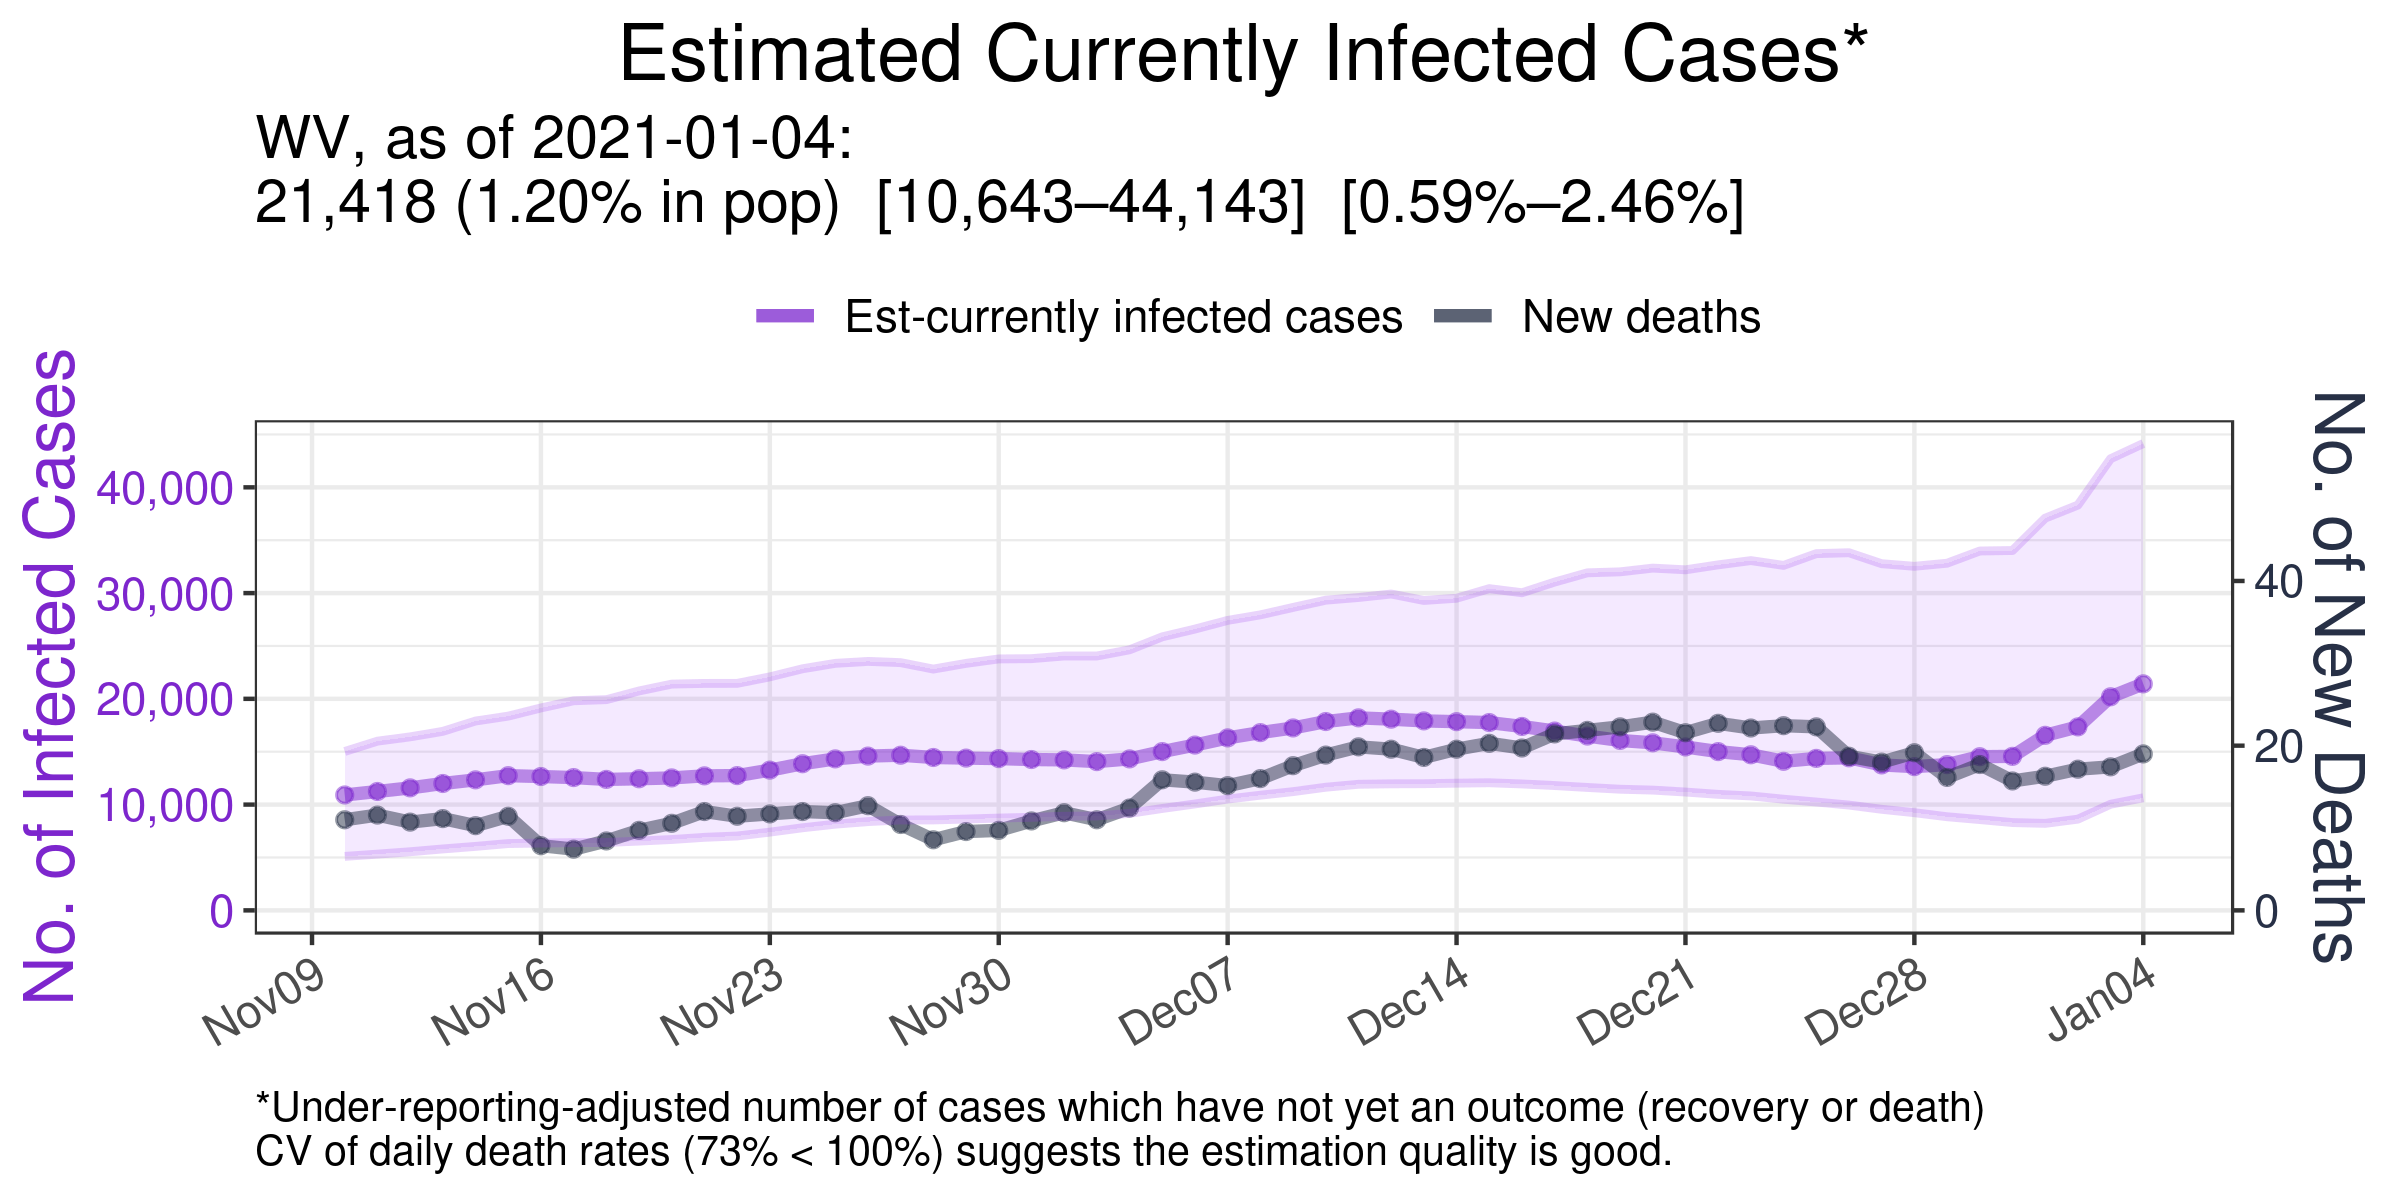 Estimated Currently Infected Cases*
WV, as of 2021-01-04:
21,418 (1.20% in pop)  [10,643–44,143]  [0.59%–2.46%]
Est-currently infected cases
New deaths
No. of Infected Cases
40,000
30,000
20,000
10,000
0
No. of New Deaths
40
20
0
Nov09
Nov16
Nov23
Nov30
Dec07
Dec14
Dec21
Dec28
Jan04
*Under-reporting-adjusted number of cases which have not yet an outcome (recovery or death)
CV of daily death rates (73% < 100%) suggests the estimation quality is good.